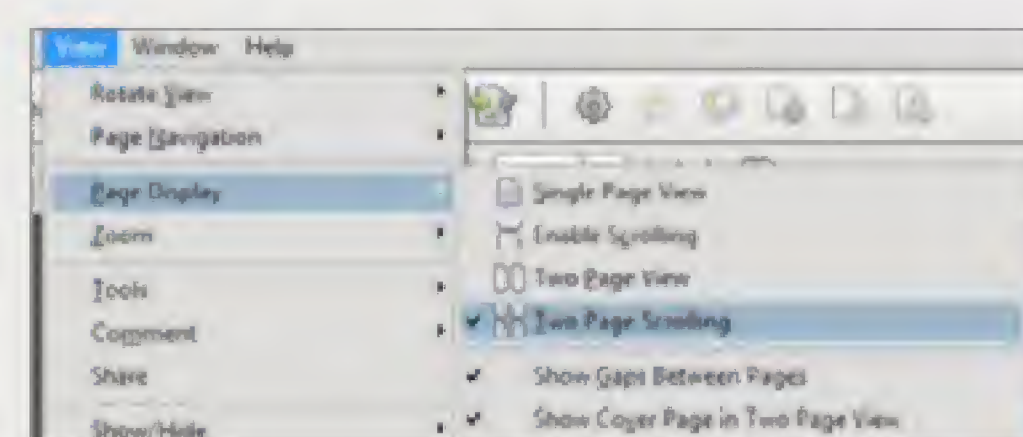 View Window Help
Rotate View
Page Navigation
Page Display
Zoom
Tools
Comment
Share
Show/Hide
Single Page View
Enable Scrolling
Two Page View
Two Page Scrolling
Show Gaps Between Pages
Show Cover Page in Two Page View